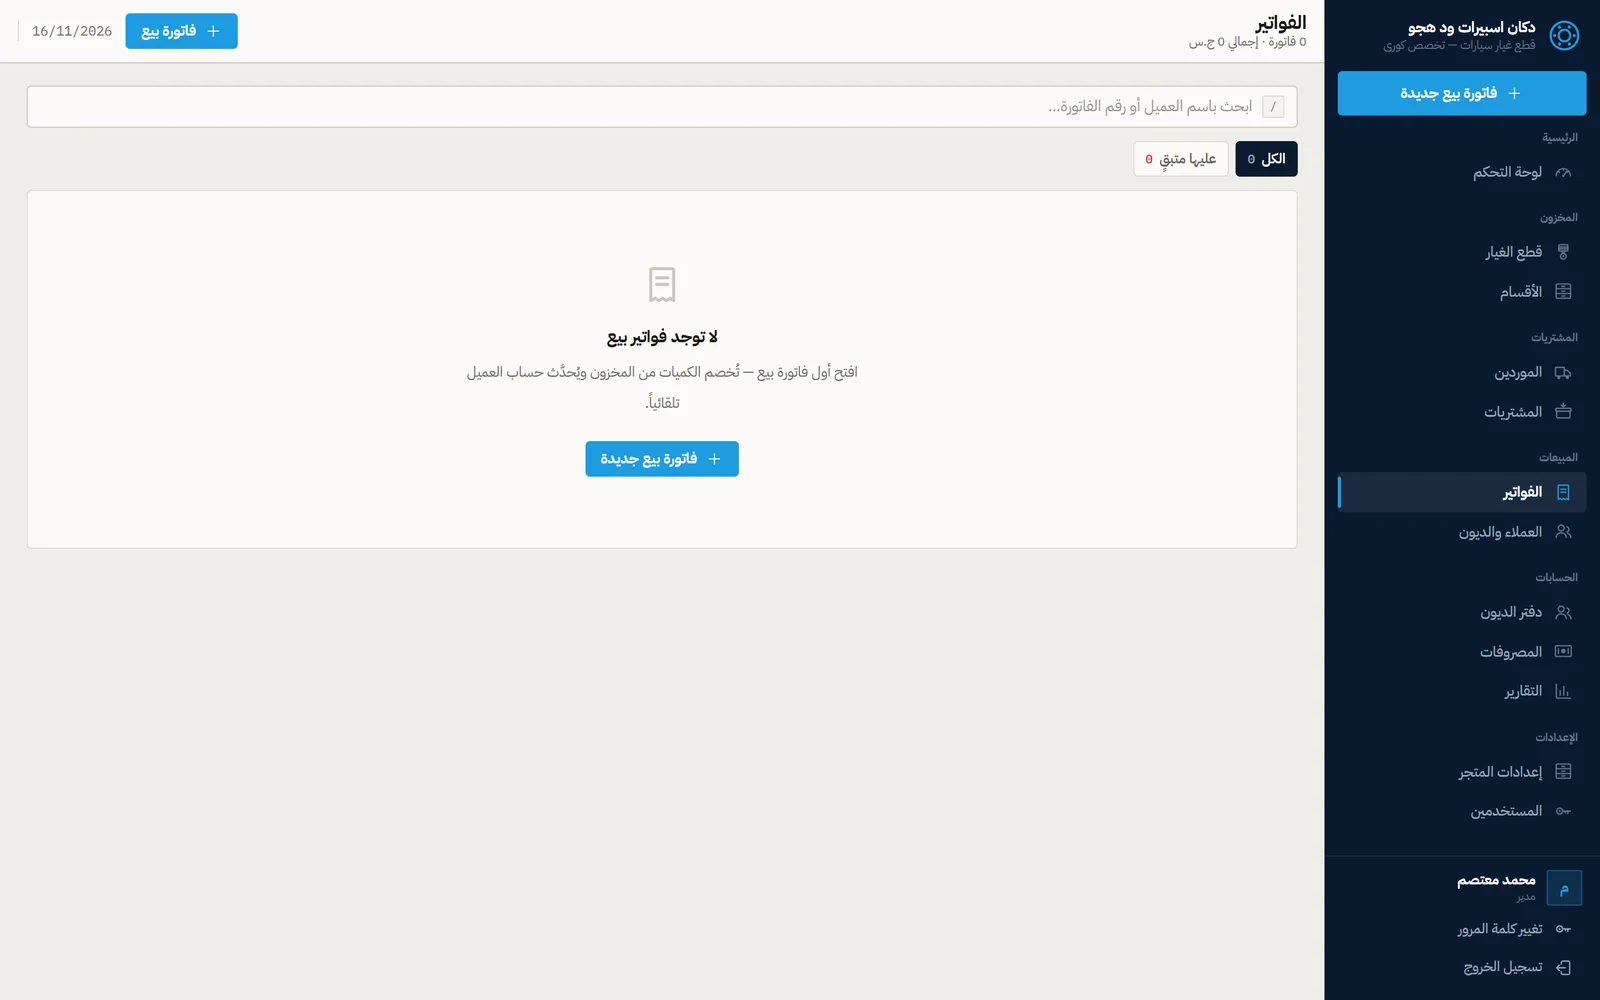 دكان اسبيرات ود هجو
قطع غيار سيارات — تخصص كورى
فاتورة بيع جديدة
الرئيسية
لوحة التحكم
المخزون
قطع الغيار
الأقسام
المشتريات
الموردين
المشتريات
المبيعات
الفواتير
العملاء والديون
الحسابات
دفتر الديون
المصروفات
التقارير
الإعدادات
إعدادات المتجر
المستخدمين
م
محمد معتصم
مدير
تغيير كلمة المرور
تسجيل الخروج
الفواتير
0 فاتورة · إجمالي 0 ج.س
فاتورة بيع
16/11/2026
/ ابحث باسم العميل أو رقم الفاتورة...
الكل 0
عليها متبقٍ 0
لا توجد فواتير بيع
افتح أول فاتورة بيع — تُخصم الكميات من المخزون ويُحدَّث حساب العميل
تلقائياً.
فاتورة بيع جديدة